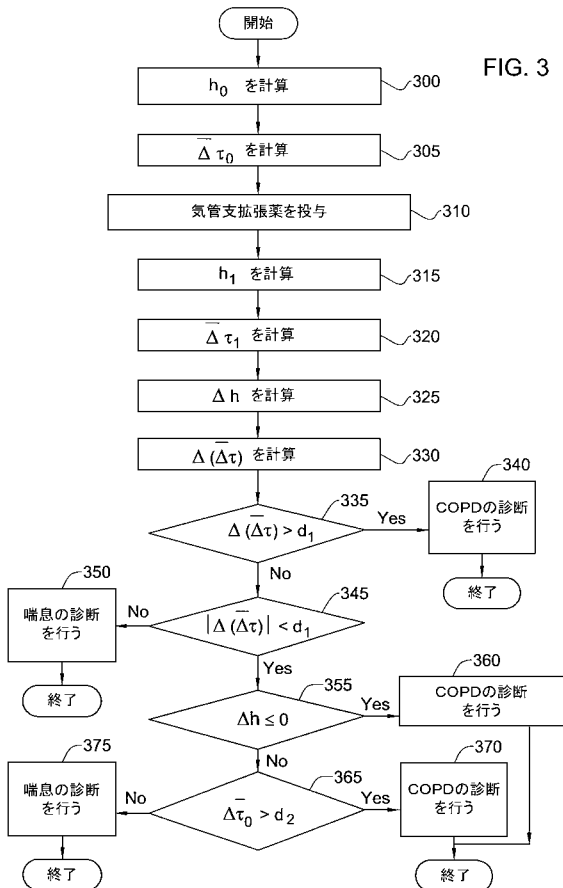 開始
FIG. 3
h₀ を計算
300
Δ̅ τ₀ を計算
305
気管支拡張薬を投与
310
h₁ を計算
315
Δ̅ τ₁ を計算
320
Δ h を計算
325
Δ (Δ̅τ) を計算
330
335
Δ (Δ̅τ) > d₁
Yes
No
340
COPDの診断
を行う
終了
345
|Δ (Δ̅τ)| < d₁
No
Yes
350
喘息の診断
を行う
終了
355
Δh ≤ 0
Yes
No
360
COPDの診断
を行う
365
Δτ̅₀ > d₂
No
Yes
375
喘息の診断
を行う
終了
370
COPDの診断
を行う
終了